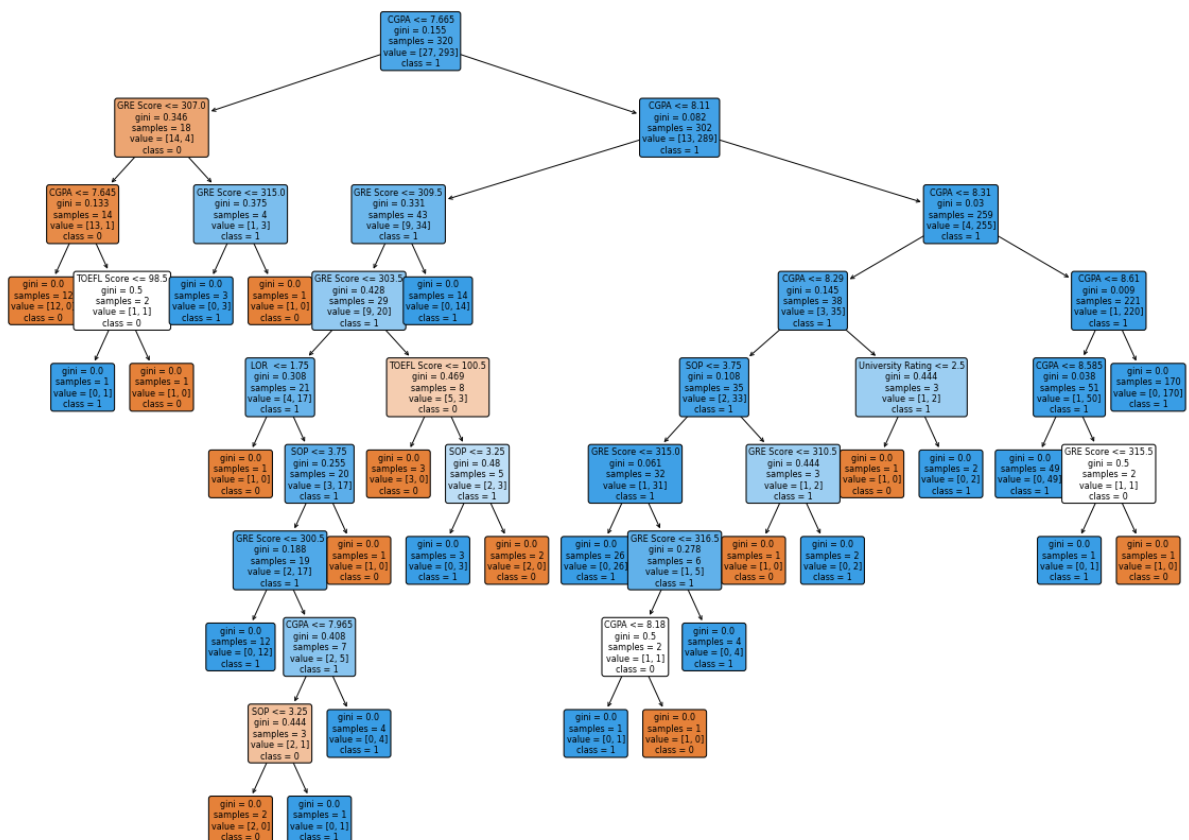 CGPA <= 7.665
gini = 0.155
samples = 320
value = [27, 293]
class = 1
GRE Score <= 307.0
gini = 0.346
samples = 18
value = [14, 4]
class = 0
CGPA <= 8.11
gini = 0.082
samples = 302
value = [13, 289]
class = 1
CGPA <= 7.645
gini = 0.133
samples = 14
value = [13, 1]
class = 0
GRE Score <= 315.0
gini = 0.375
samples = 4
value = [1, 3]
class = 1
GRE Score <= 309.5
gini = 0.331
samples = 43
value = [9, 34]
class = 1
CGPA <= 8.31
gini = 0.03
samples = 259
value = [4, 255]
class = 1
gini = 0.0
samples = 12
value = [12, 0]
class = 0
TOEFL Score <= 98.5
gini = 0.5
samples = 2
value = [1, 1]
class = 0
gini = 0.0
samples = 3
value = [0, 3]
class = 1
gini = 0.0
samples = 1
value = [1, 0]
class = 0
GRE Score <= 303.5
gini = 0.428
samples = 29
value = [9, 20]
class = 1
gini = 0.0
samples = 14
value = [0, 14]
class = 1
CGPA <= 8.29
gini = 0.145
samples = 38
value = [3, 35]
class = 1
CGPA <= 8.61
gini = 0.009
samples = 221
value = [1, 220]
class = 1
gini = 0.0
samples = 1
value = [0, 1]
class = 1
gini = 0.0
samples = 1
value = [1, 0]
class = 0
LOR <= 1.75
gini = 0.308
samples = 21
value = [4, 17]
class = 1
TOEFL Score <= 100.5
gini = 0.469
samples = 8
value = [5, 3]
class = 0
SOP <= 3.75
gini = 0.108
samples = 35
value = [2, 33]
class = 1
University Rating <= 2.5
gini = 0.444
samples = 3
value = [1, 2]
class = 1
CGPA <= 8.585
gini = 0.038
samples = 51
value = [1, 50]
class = 1
gini = 0.0
samples = 170
value = [0, 170]
class = 1
gini = 0.0
samples = 1
value = [1, 0]
class = 0
SOP <= 3.75
gini = 0.255
samples = 20
value = [3, 17]
class = 1
gini = 0.0
samples = 3
value = [3, 0]
class = 0
SOP <= 3.25
gini = 0.48
samples = 5
value = [2, 3]
class = 1
GRE Score <= 315.0
gini = 0.061
samples = 32
value = [1, 31]
class = 1
GRE Score <= 310.5
gini = 0.444
samples = 3
value = [1, 2]
class = 1
gini = 0.0
samples = 1
value = [1, 0]
class = 0
gini = 0.0
samples = 2
value = [0, 2]
class = 1
gini = 0.0
samples = 49
value = [0, 49]
class = 1
GRE Score <= 315.5
gini = 0.5
samples = 2
value = [1, 1]
class = 0
GRE Score <= 300.5
gini = 0.188
samples = 19
value = [2, 17]
class = 1
gini = 0.0
samples = 1
value = [1, 0]
class = 0
gini = 0.0
samples = 3
value = [0, 3]
class = 1
gini = 0.0
samples = 2
value = [2, 0]
class = 0
gini = 0.0
samples = 26
value = [0, 26]
class = 1
GRE Score <= 316.5
gini = 0.278
samples = 6
value = [1, 5]
class = 1
gini = 0.0
samples = 1
value = [1, 0]
class = 0
gini = 0.0
samples = 2
value = [0, 2]
class = 1
gini = 0.0
samples = 1
value = [0, 1]
class = 1
gini = 0.0
samples = 1
value = [1, 0]
class = 0
gini = 0.0
samples = 12
value = [0, 12]
class = 1
CGPA <= 7.965
gini = 0.408
samples = 7
value = [2, 5]
class = 1
CGPA <= 8.18
gini = 0.5
samples = 2
value = [1, 1]
class = 0
gini = 0.0
samples = 4
value = [0, 4]
class = 1
SOP <= 3.25
gini = 0.444
samples = 3
value = [2, 1]
class = 0
gini = 0.0
samples = 4
value = [0, 4]
class = 1
gini = 0.0
samples = 1
value = [0, 1]
class = 1
gini = 0.0
samples = 1
value = [1, 0]
class = 0
gini = 0.0
samples = 2
value = [2, 0]
class = 0
gini = 0.0
samples = 1
value = [0, 1]
class = 1